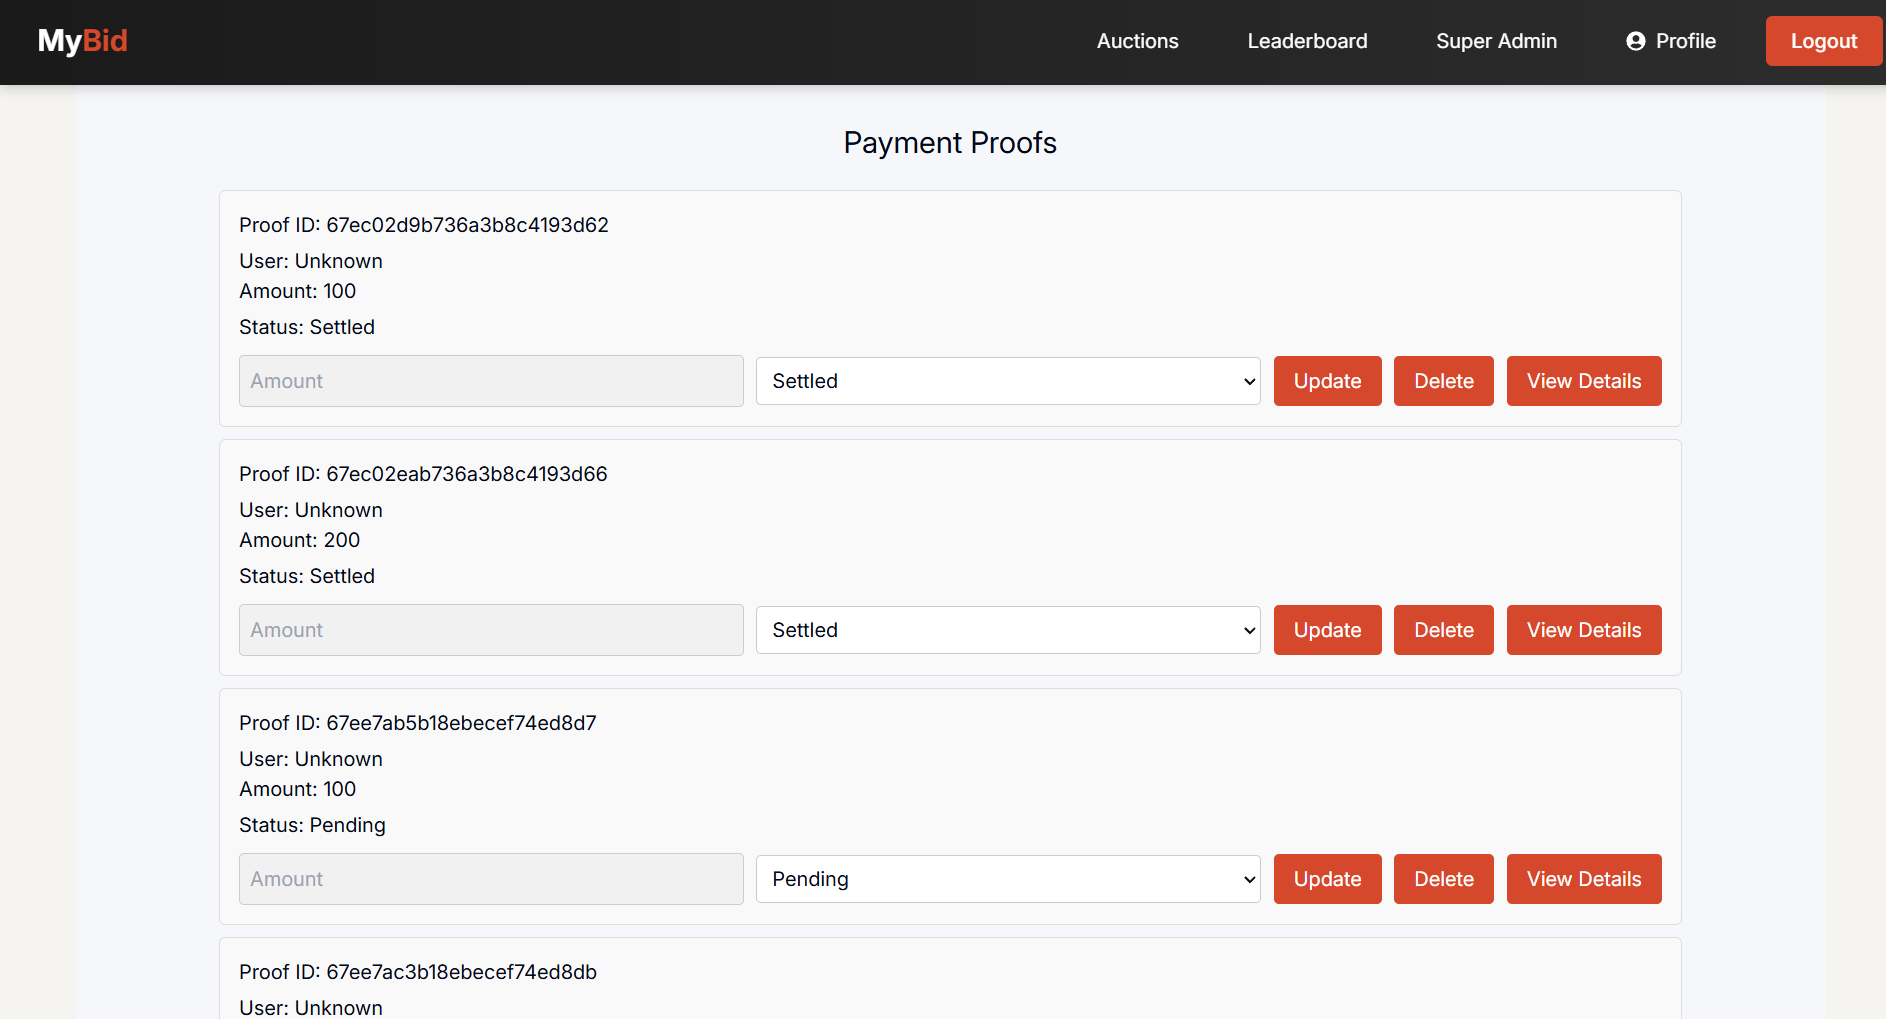 MyBid
Auctions Leaderboard Super Admin Profile Logout
Payment Proofs
Proof ID: 67ec02d9b736a3b8c4193d62
User: Unknown
Amount: 100
Status: Settled
Amount Settled Update Delete View Details
Proof ID: 67ec02eab736a3b8c4193d66
User: Unknown
Amount: 200
Status: Settled
Amount Settled Update Delete View Details
Proof ID: 67ee7ab5b18ebecef74ed8d7
User: Unknown
Amount: 100
Status: Pending
Amount Pending Update Delete View Details
Proof ID: 67ee7ac3b18ebecef74ed8db
User: Unknown